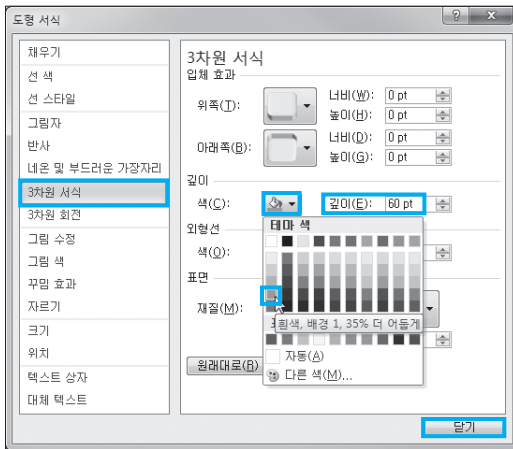 도형 서식
채우기
선 색
선 스타일
그림자
반사
네온 및 부드러운 가장자리
3차원 서식
3차원 회전
그림 수정
그림 색
꾸밈 효과
자르기
크기
위치
텍스트 상자
대체 텍스트
3차원 서식
입체 효과
위쪽(T):
너비(W): 0 pt
높이(H): 0 pt
아래쪽(B):
너비(D): 0 pt
높이(G): 0 pt
깊이
색(C):
깊이(E): 60 pt
테마 색
외형선
색(O):
표면
재질(M):
흰색, 배경 1, 35% 더 어둡게
자동(A)
원래대로(R)
다른 색(M)...
닫기